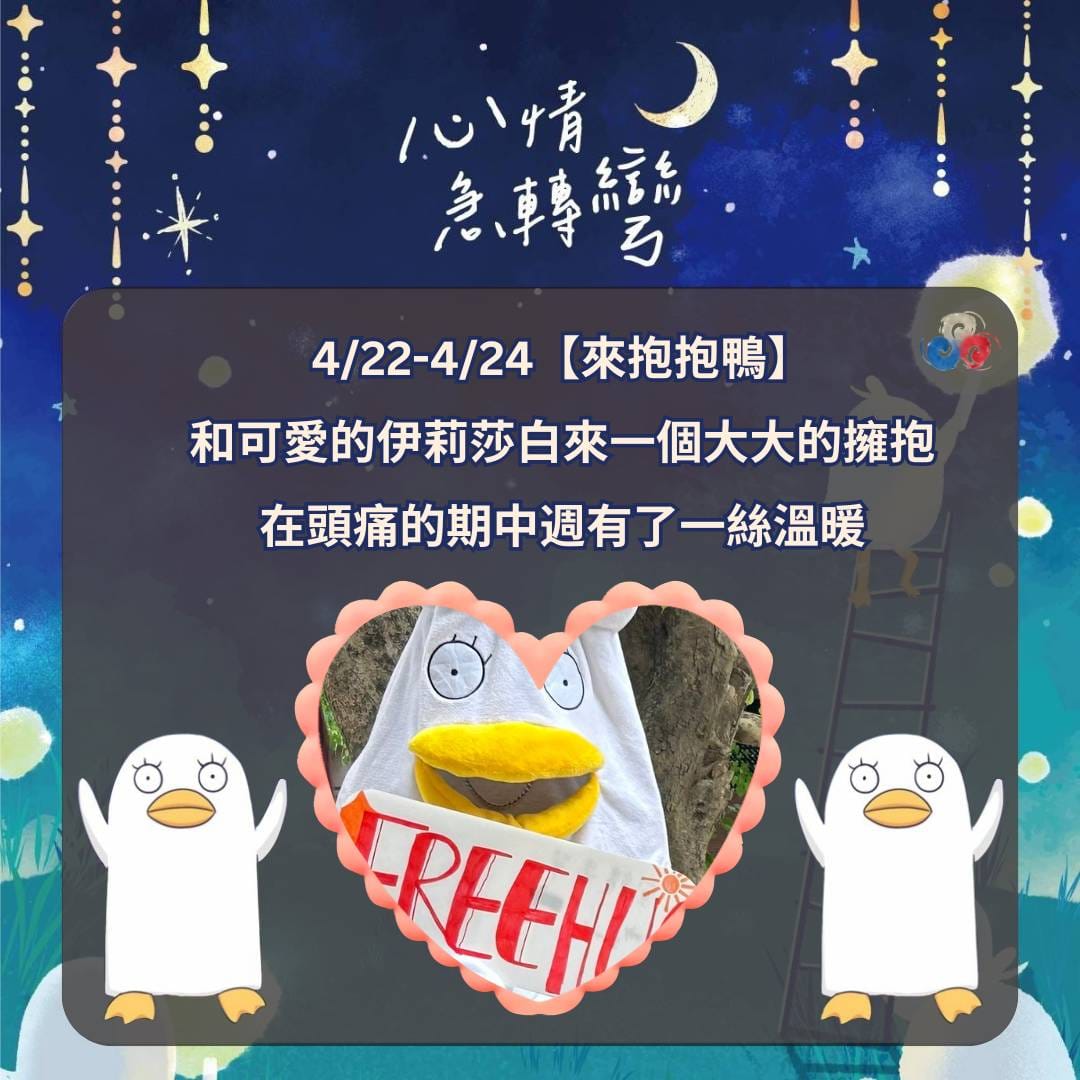 心情
急轉彎
4/22-4/24【來抱抱鴨】
和可愛的伊莉莎白來一個大大的擁抱
在頭痛的期中週有了一絲溫暖
FREEH